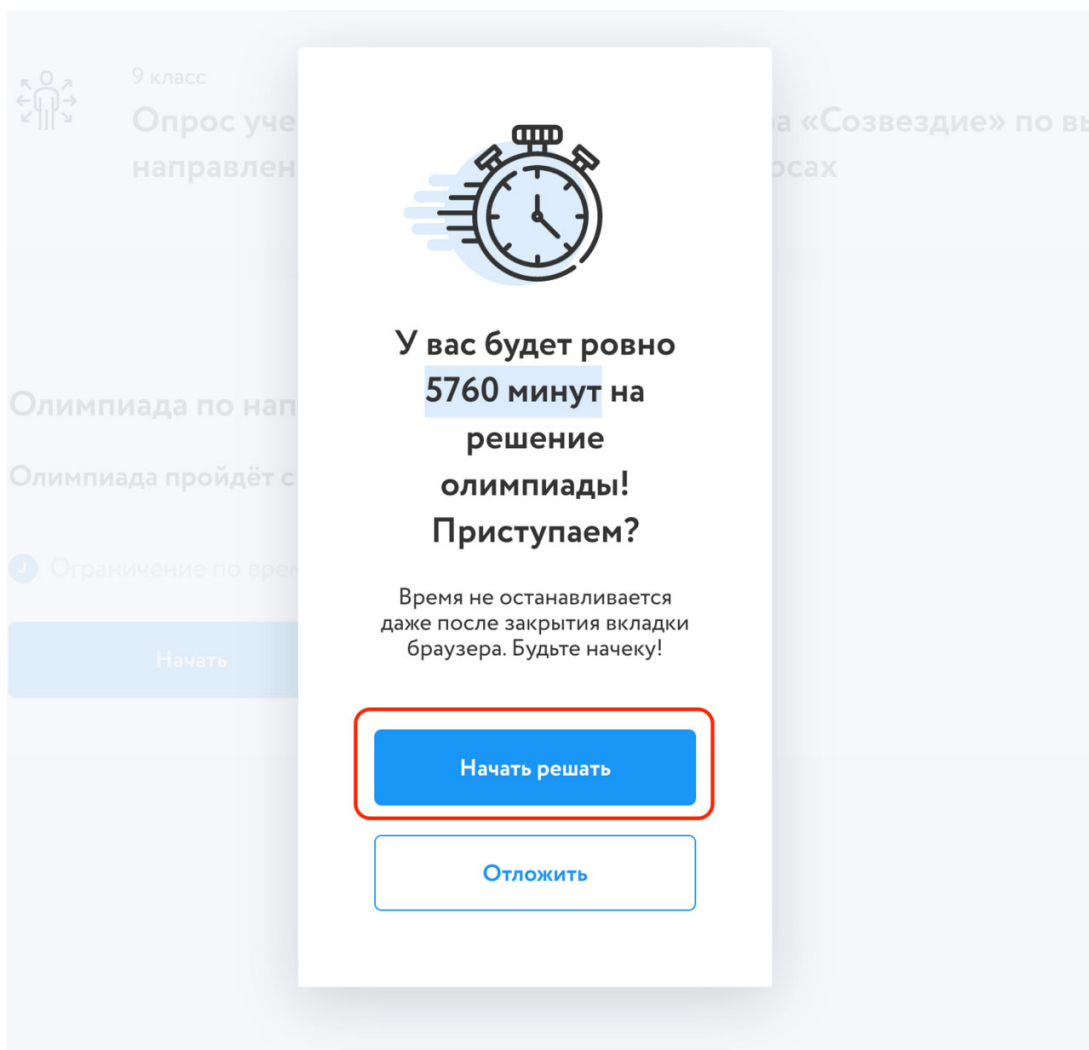 9 класс
Опрос уче
а «Созвездие» по вы
направлен
рсах
У вас будет ровно
5760 минут на
решение
олимпиады!
Приступаем?
Олимпиада по нап
Олимпиада пройдёт с
Ограничение по врем
Время не останавливается
даже после закрытия вкладки
браузера. Будьте начеку!
Начать
Начать решать
Отложить